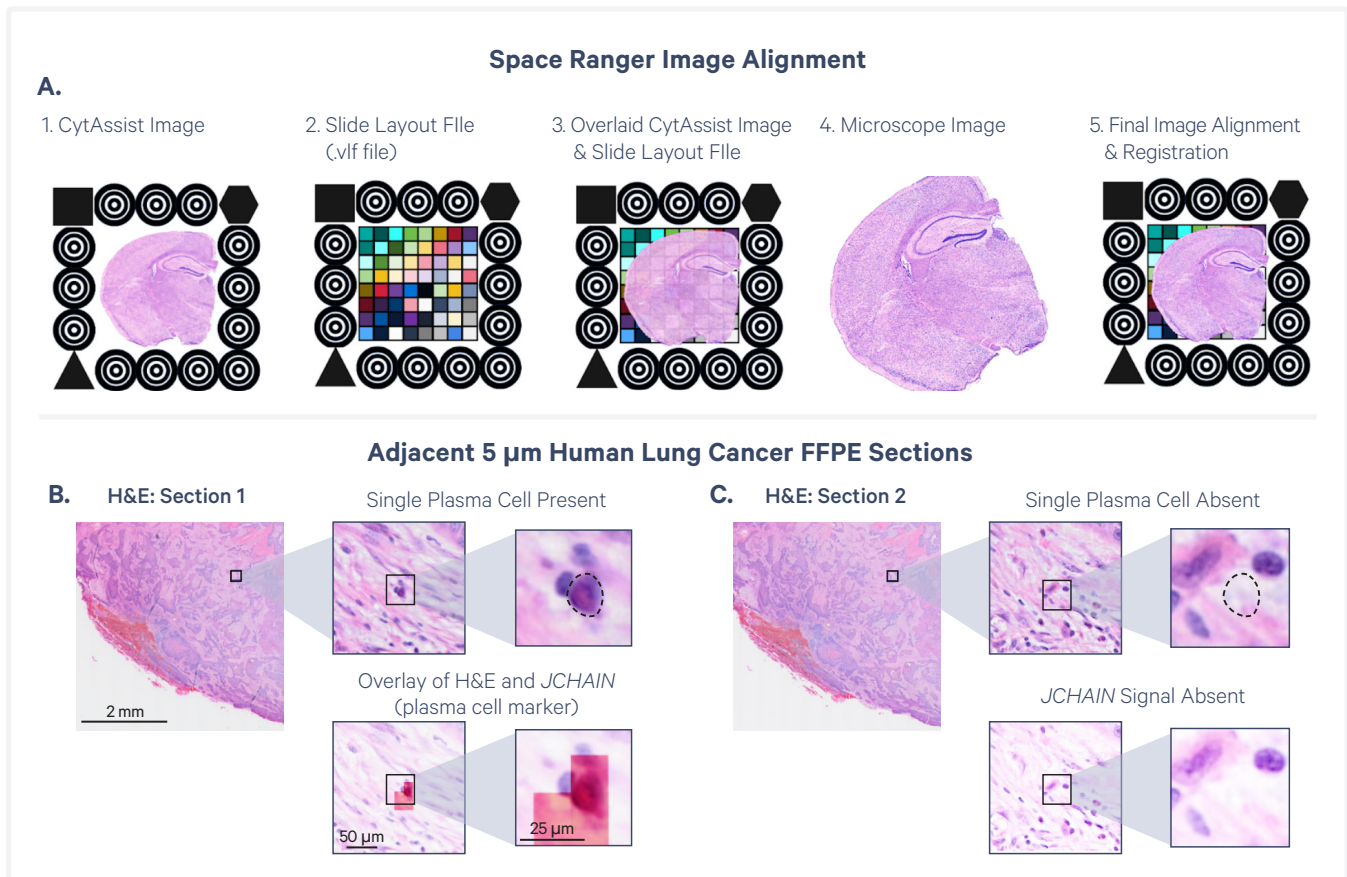 Space Ranger Image Alignment
A.
1. CytAssist Image
2. Slide Layout FIle
(.vlf file)
3. Overlaid CytAssist Image
& Slide Layout FIle
4. Microscope Image
5. Final Image Alignment
& Registration
Adjacent 5 µm Human Lung Cancer FFPE Sections
B. H&E: Section 1
Single Plasma Cell Present
2 mm
Overlay of H&E and JCHAIN
(plasma cell marker)
50 µm
25 µm
C. H&E: Section 2
Single Plasma Cell Absent
JCHAIN Signal Absent